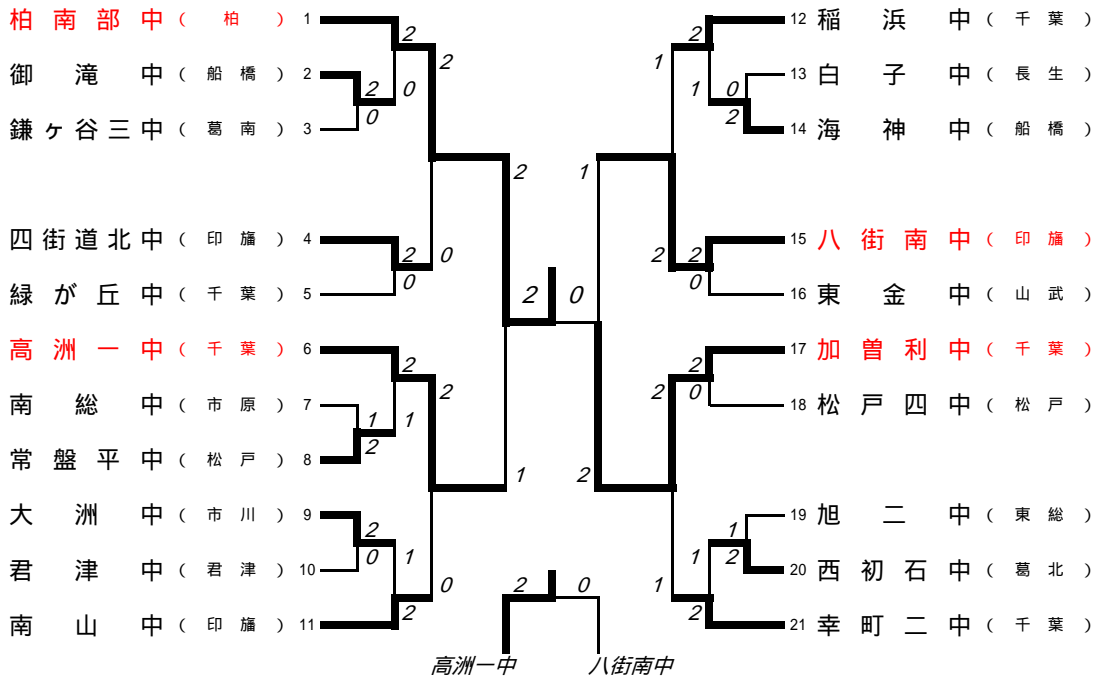 柏南部中（ 柏 ） 1
御滝中（ 船橋 ） 2
鎌ヶ谷三中（ 葛南 ） 3
四街道北中（ 印旛 ） 4
緑が丘中（ 千葉 ） 5
高洲一中（ 千葉 ） 6
南総中（ 市原 ） 7
常盤平中（ 松戸 ） 8
大洲中（ 市川 ） 9
君津中（ 君津 ） 10
南山中（ 印旛 ） 11
2
2
2 0
0
2
2 0
0
2
2
1 1
2
1
2
0 1
0
2
2 0
2 0
高洲一中 八街南中
2
1
1 0
2
1
2 2
0
2
2 0
2
1
1 2
1
2
12 稲浜中（ 千葉 ）
13 白子中（ 長生 ）
14 海神中（ 船橋 ）
15 八街南中（ 印旛 ）
16 東金中（ 山武 ）
17 加曽利中（ 千葉 ）
18 松戸四中（ 松戸 ）
19 旭二中（ 東総 ）
20 西初石中（ 葛北 ）
21 幸町二中（ 千葉 ）